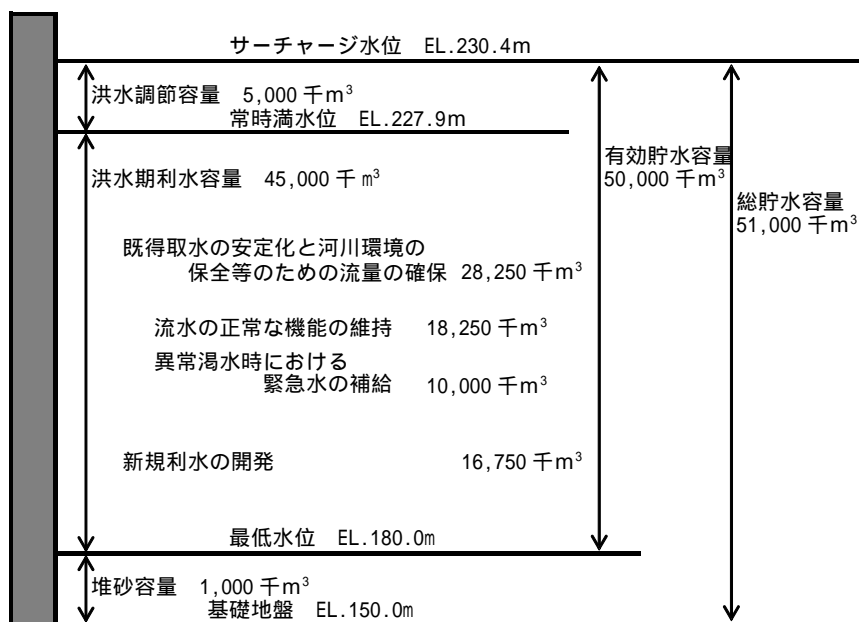 サーチャージ水位 EL.230.4m
洪水調節容量 5,000 千m³
常時満水位 EL.227.9m
有効貯水容量
50,000 千m³
洪水期利水容量 45,000 千㎥
総貯水容量
51,000 千m³
既得取水の安定化と河川環境の
保全等のための流量の確保 28,250 千m³
流水の正常な機能の維持 18,250 千m³
異常渇水時における
緊急水の補給 10,000 千m³
新規利水の開発 16,750 千m³
最低水位 EL.180.0m
堆砂容量 1,000 千m³
基礎地盤 EL.150.0m